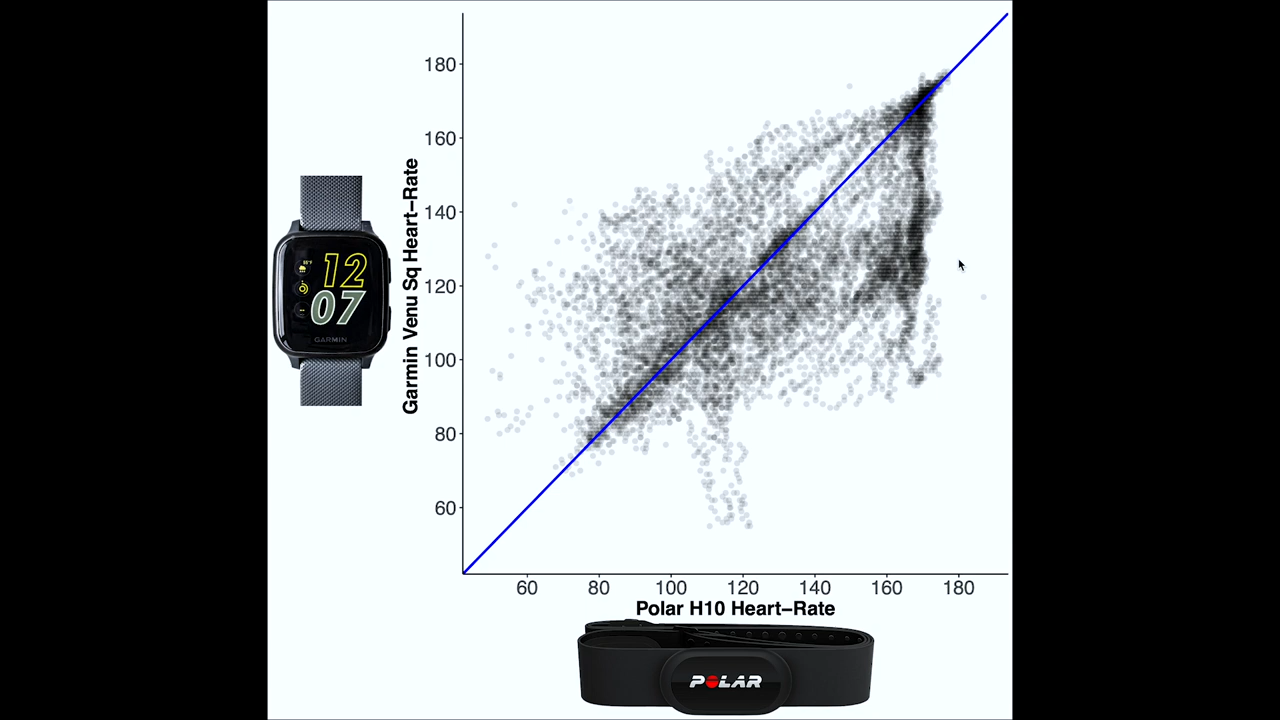 180
160
140
120
100
80
60
Garmin Venu Sq Heart-Rate
12
07
GARMIN
60 80 100 120 140 160 180
Polar H10 Heart-Rate
POLAR